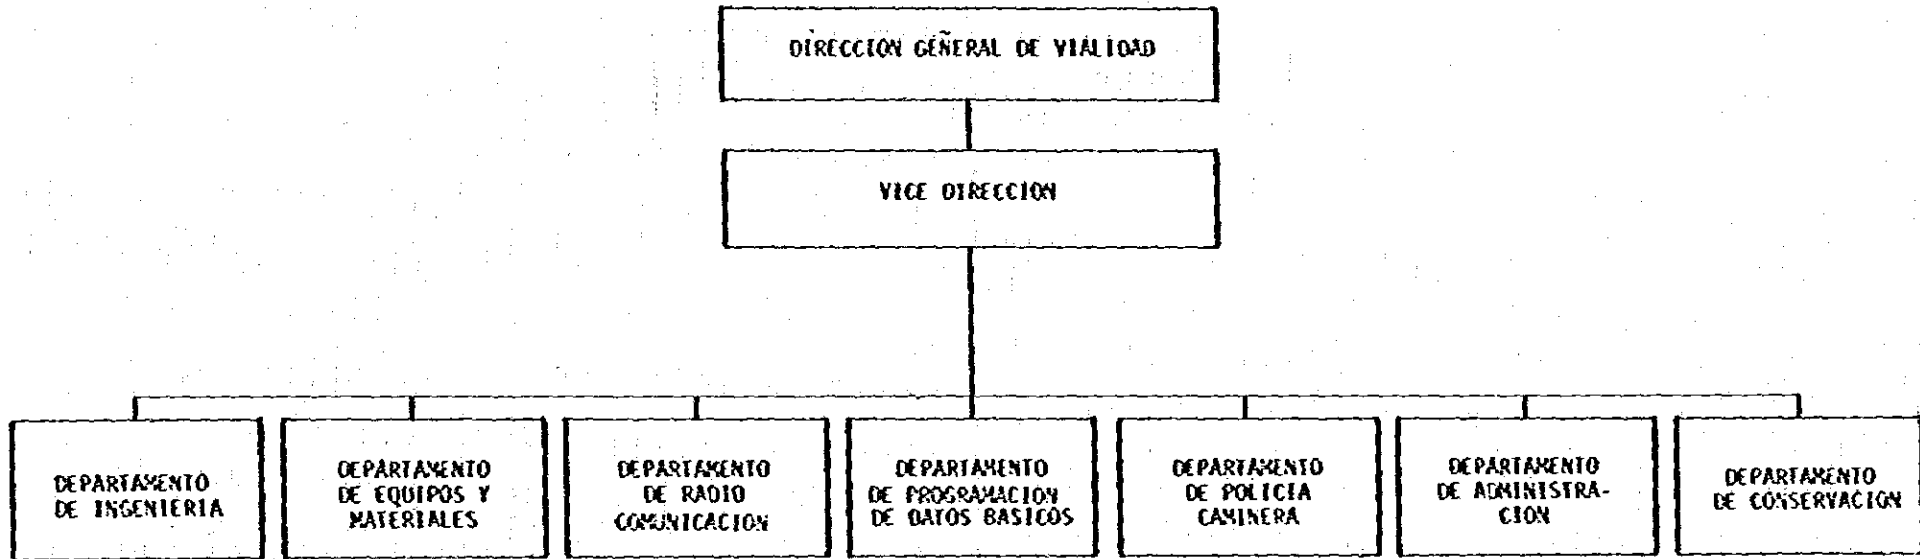 DIRECCION GEÑERAL DE VIALIDAD
VICE DIRECCION
DEPARTAMENTO
DE INGENIERIA
DEPARTAMENTO
DE EQUIPOS Y
MATERIALES
DEPARTAMENTO
DE RADIO
COMUNICACION
DEPARTAMENTO
DE PROGRAMACION
DE DATOS BASICOS
DEPARTAMENTO
DE POLICIA
CAMINERA
DEPARTAMENTO
DE ADMINISTRA-
CION
DEPARTAMENTO
DE CONSERVACION